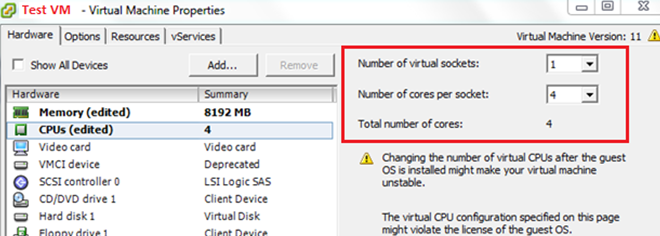 Test VM - Virtual Machine Properties
Hardware Options Resources vServices
Virtual Machine Version: 11
Show All Devices Add... Remove
Hardware Summary
Memory (edited) 8192 MB
CPUs (edited) 4
Video card Video card
VMCI device Deprecated
SCSI controller 0 LSI Logic SAS
CD/DVD drive 1 Client Device
Hard disk 1 Virtual Disk
Floppy drive 1 Client Device
Number of virtual sockets: 1
Number of cores per socket: 4
Total number of cores: 4
Changing the number of virtual CPUs after the guest
OS is installed might make your virtual machine
unstable.
The virtual CPU configuration specified on this page
might violate the license of the guest OS.